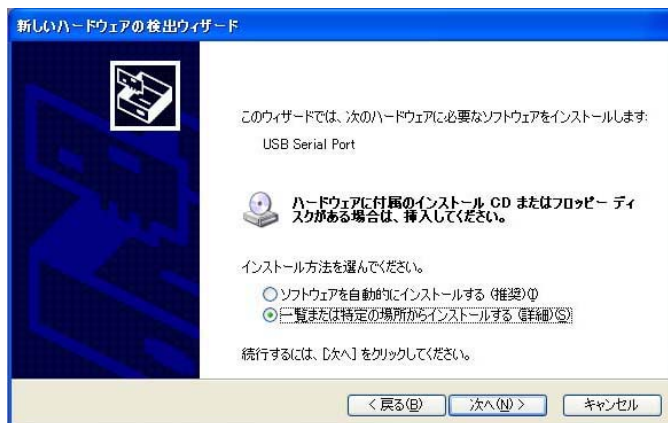 新しいハードウェアの検出ウィザード
このウィザードでは、次のハードウェアに必要なソフトウェアをインストールします:
USB Serial Port
ハードウェアに付属のインストール CD またはフロッピー ディ
スクがある場合は、挿入してください。
インストール方法を選んでください。
ソフトウェアを自動的にインストールする (推奨)(I)
一覧または特定の場所からインストールする (詳細)(S)
続行するには、[次へ] をクリックしてください。
< 戻る(B) 次へ(N) > キャンセル